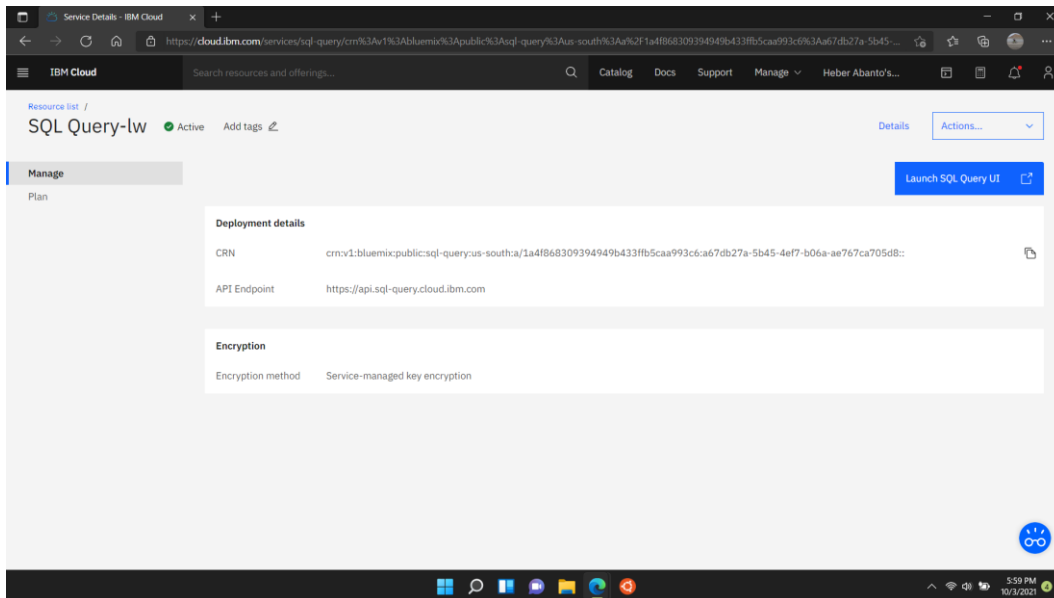 Service Details - IBM Cloud
https://cloud.ibm.com/services/sql-query/crn%3Av1%3Abluemix%3Apublic%3Asql-query%3Aus-south%3Aa%2F1a4f868309394949b433ffb5caa993c6%3Aa67db27a-5b45-...
IBM Cloud Search resources and offerings... Catalog Docs Support Manage Heber Abanto's...
Resource list /
SQL Query-lw Active Add tags Details Actions...
Manage
Launch SQL Query UI
Plan
Deployment details
CRN crn:v1:bluemix:public:sql-query:us-south:a/1a4f868309394949b433ffb5caa993c6:a67db27a-5b45-4ef7-b06a-ae767ca705d8::
API Endpoint https://api.sql-query.cloud.ibm.com
Encryption
Encryption method Service-managed key encryption
5:59 PM
10/3/2021 4